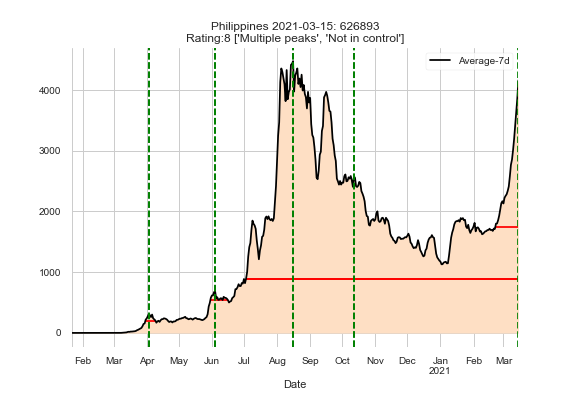 Philippines 2021-03-15: 626893
Rating:8 ['Multiple peaks', 'Not in control']
Average-7d
4000
3000
2000
1000
0
Feb Mar Apr May Jun Jul Aug Sep Oct Nov Dec Jan Feb Mar
2021
Date